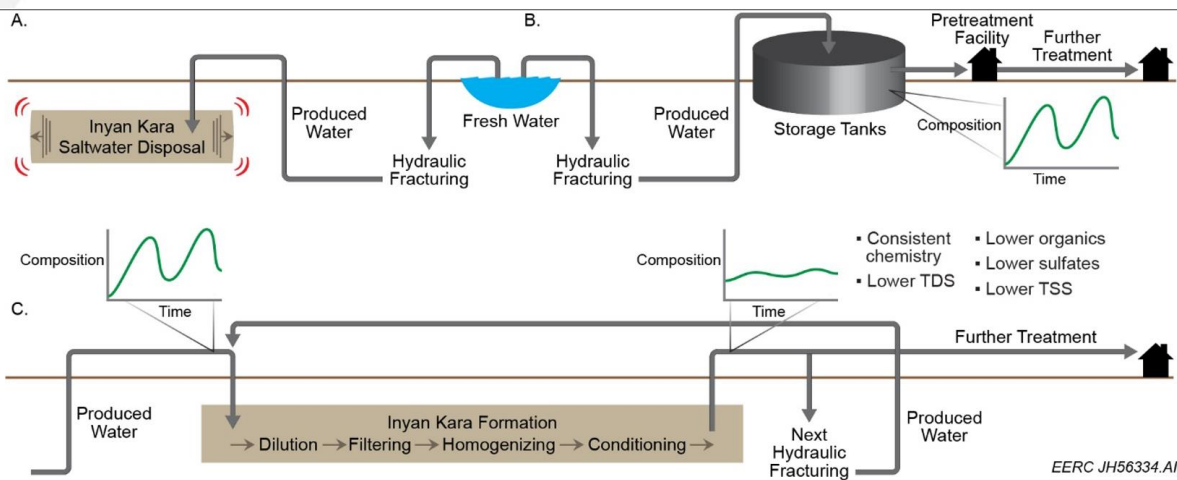 A.
Inyan Kara
Saltwater Disposal
Produced
Water
Hydraulic
Fracturing
Fresh Water
B.
Hydraulic
Fracturing
Produced
Water
Storage Tanks
Pretreatment
Facility
Further
Treatment
Composition
Time
Composition
Time
Composition
Time
▪ Consistent
chemistry
▪ Lower TDS
▪ Lower organics
▪ Lower sulfates
▪ Lower TSS
C.
Produced
Water
Inyan Kara Formation
Dilution → Filtering → Homogenizing → Conditioning
Further Treatment
Next
Hydraulic
Fracturing
Produced
Water
EERC JH56334.AI